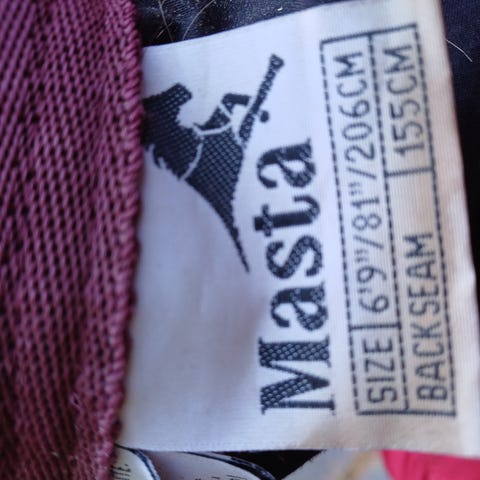 Masta
SIZE 6'9"/81"/206CM
BACK SEAM 155CM